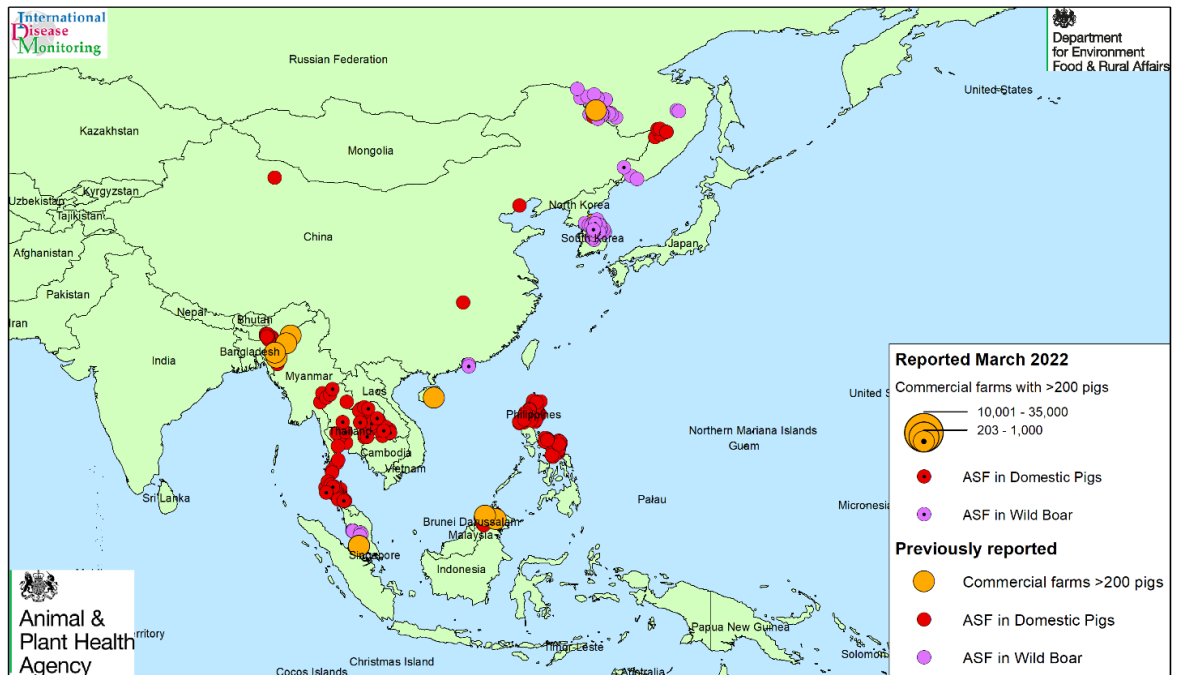 International
Disease
Monitoring
Department
for Environment
Food & Rural Affairs
Russian Federation
United States
Kazakhstan
Mongolia
Kyrgyzstan
Uzbekistan
Tajikistan
North Korea
China
South Korea
Japan
Afghanistan
Pakistan
Nepal
Bhutan
Iran
India
Bangladesh
Myanmar
Laos
Philippines
Thailand
Cambodia
Vietnam
Northern Mariana Islands
Guam
United S
Sri Lanka
Palau
Micronesia
Brunei Darussalam
Malaysia
Singapore
Indonesia
Papua New Guinea
Timor-Leste
Solomon
Christmas Island
Cocos Islands
Australia
rritory
Reported March 2022
Commercial farms with >200 pigs
10,001 - 35,000
203 - 1,000
ASF in Domestic Pigs
ASF in Wild Boar
Previously reported
Commercial farms >200 pigs
ASF in Domestic Pigs
ASF in Wild Boar
Animal &
Plant Health
Agency